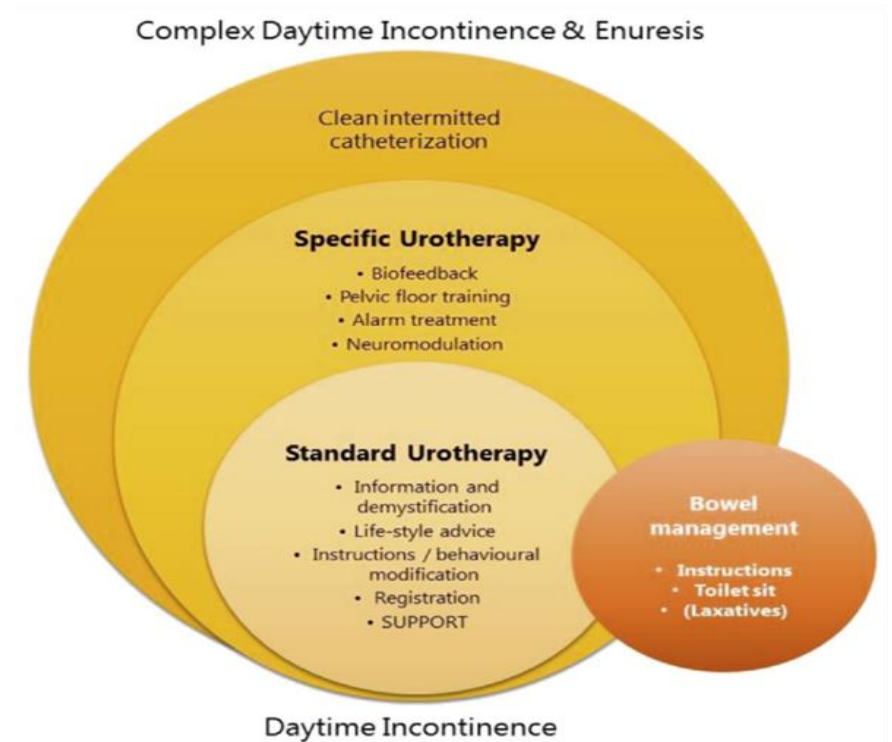 Complex Daytime Incontinence & Enuresis
Clean intermitted
catheterization
Specific Urotherapy
• Biofeedback
• Pelvic floor training
• Alarm treatment
• Neuromodulation
Standard Urotherapy
• Information and
demystification
• Life-style advice
• Instructions / behavioural
modification
• Registration
• SUPPORT
Bowel
management
• Instructions
• Toilet sit
• (Laxatives)
Daytime Incontinence